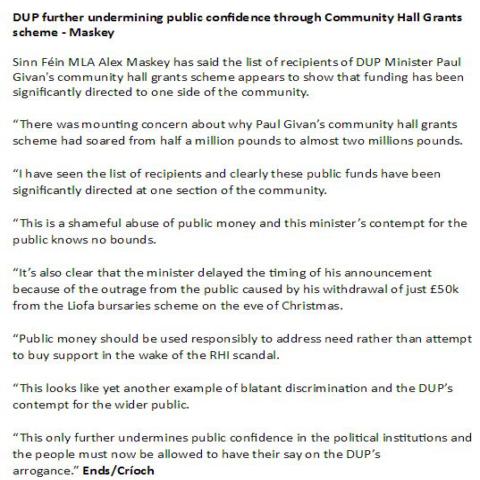 DUP further undermining public confidence through Community Hall Grants
scheme - Maskey
Sinn Féin MLA Alex Maskey has said the list of recipients of DUP Minister Paul
Givan's community hall grants scheme appears to show that funding has been
significantly directed to one side of the community.
“There was mounting concern about why Paul Givan's community hall grants
scheme had soared from half a million pounds to almost two millions pounds.
“I have seen the list of recipients and clearly these public funds have been
significantly directed at one section of the community.
“This is a shameful abuse of public money and this minister's contempt for the
public knows no bounds.
“It's also clear that the minister delayed the timing of his announcement
because of the outrage from the public caused by his withdrawal of just £50k
from the Liofa bursaries scheme on the eve of Christmas.
“Public money should be used responsibly to address need rather than attempt
to buy support in the wake of the RHI scandal.
“This looks like yet another example of blatant discrimination and the DUP's
contempt for the wider public.
“This only further undermines public confidence in the political institutions and
the people must now be allowed to have their say on the DUP's
arrogance.” Ends/Críoch